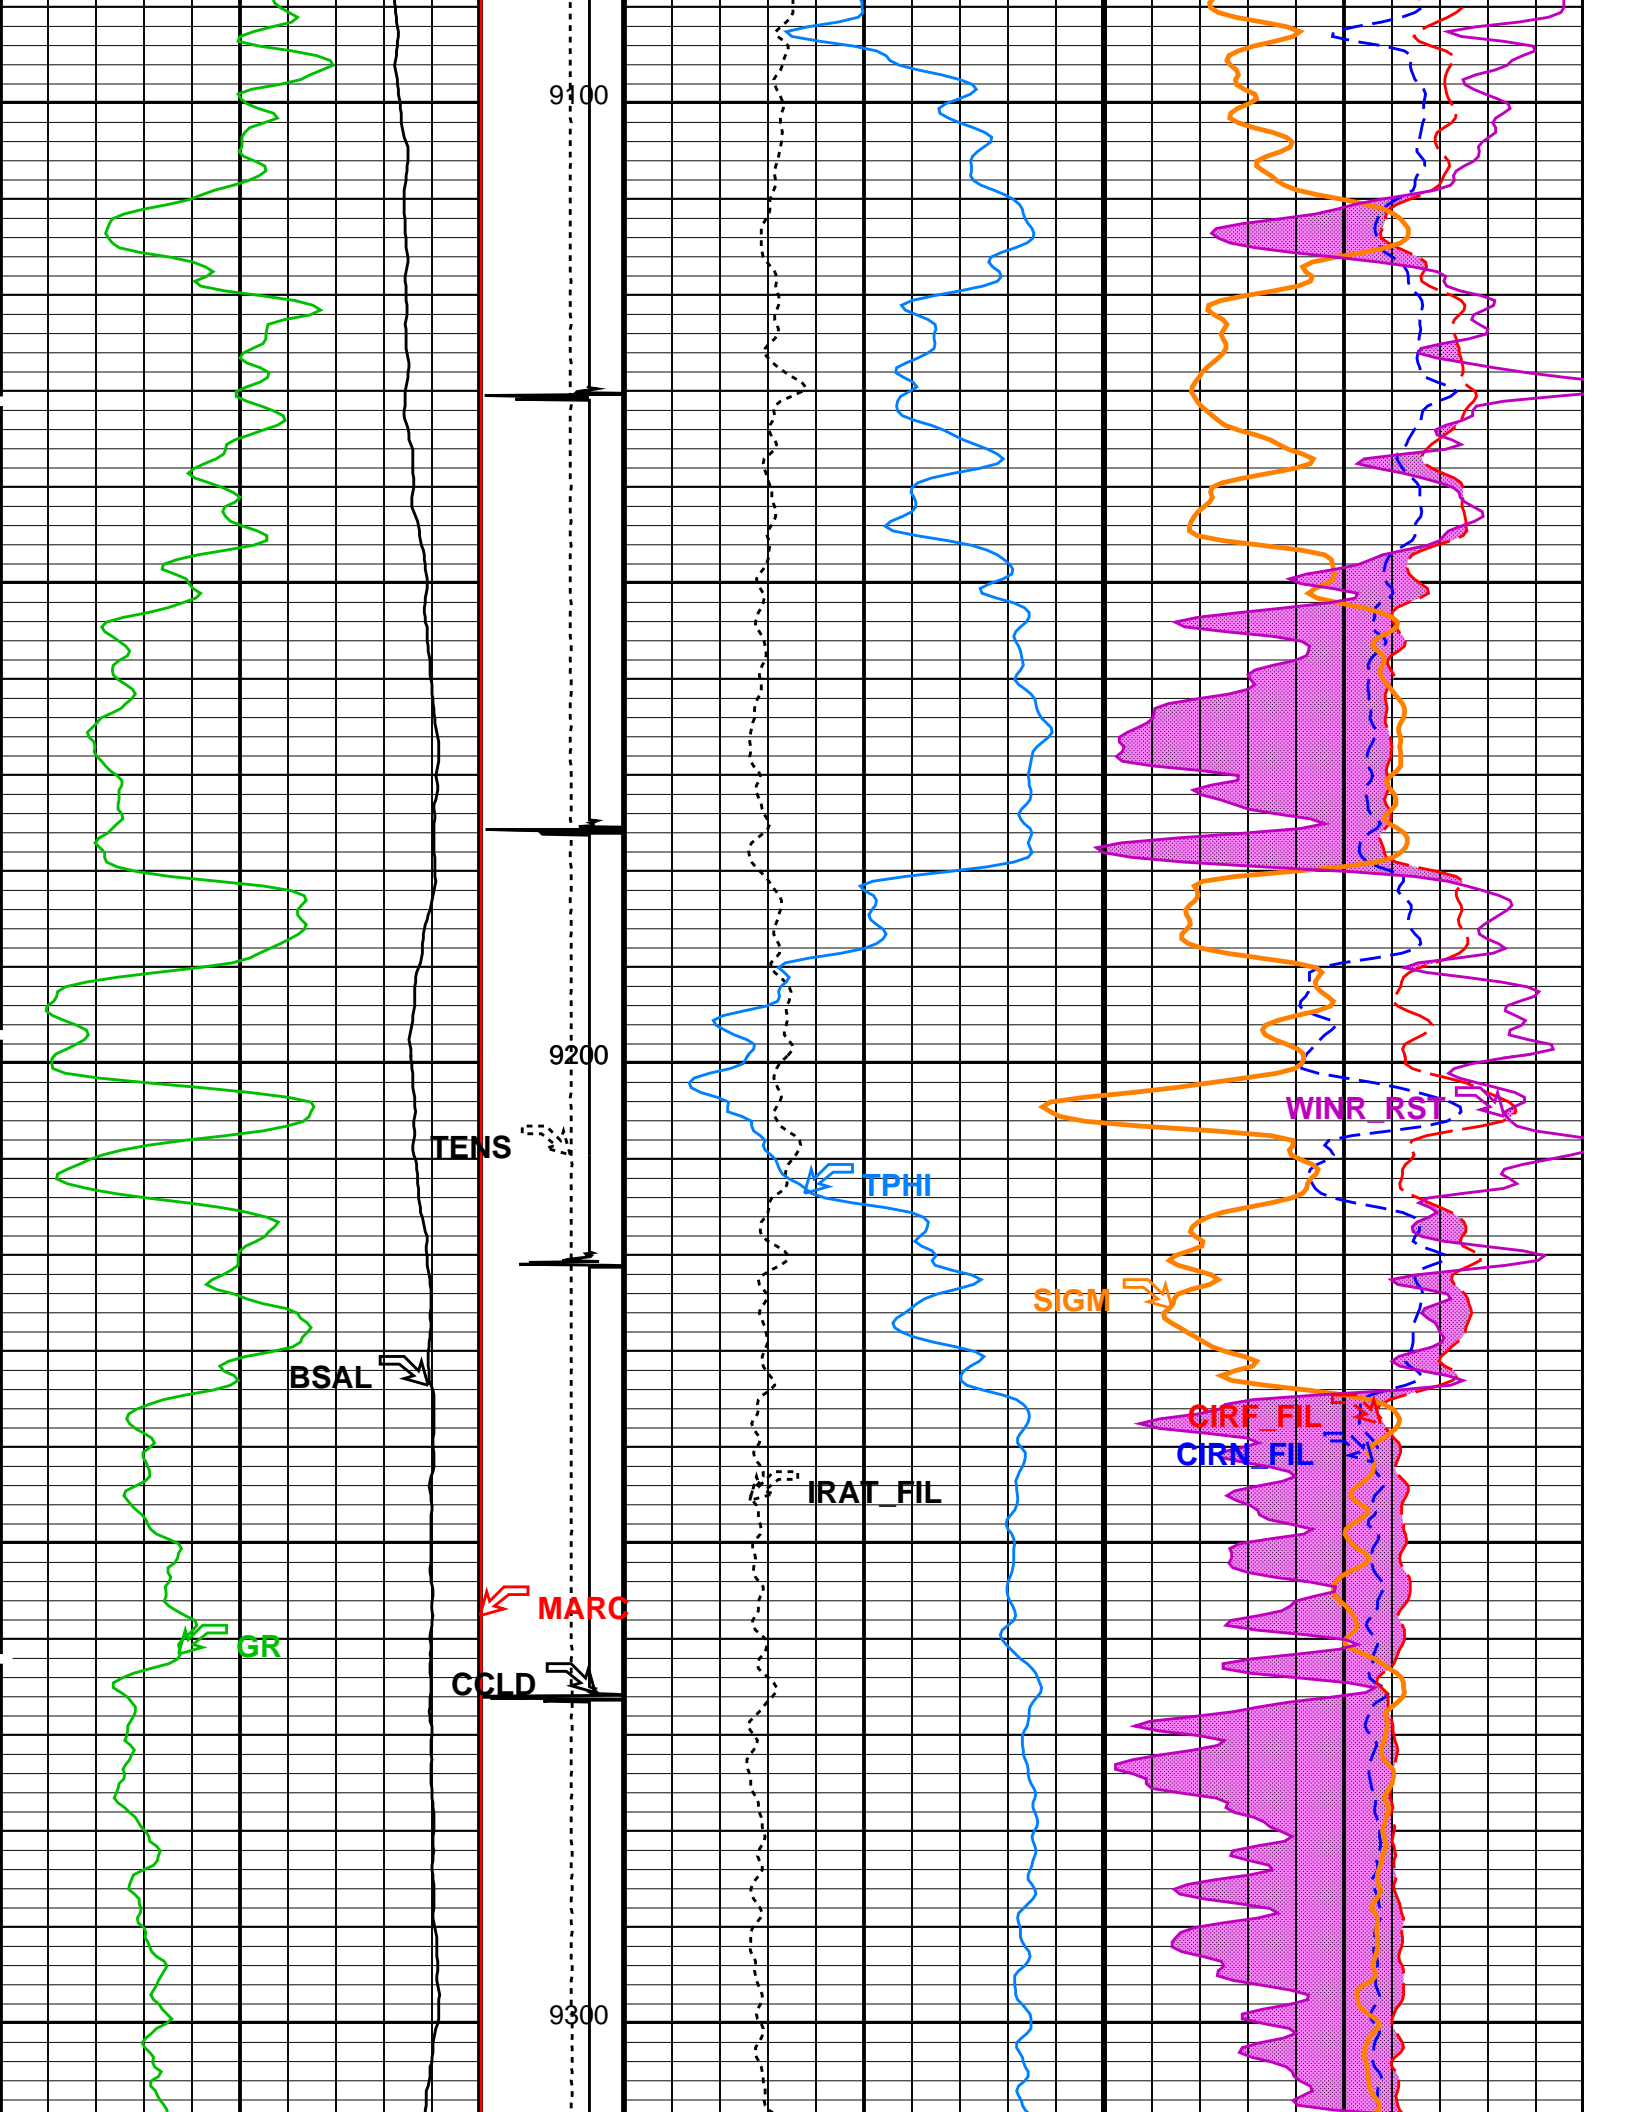 9100
9200
WINR_RST
TENS
TPHI
SIGM
BSAL
CIRF_FIL
CIRN_FIL
IRAT_FIL
MARC
GR
CCLD
9300